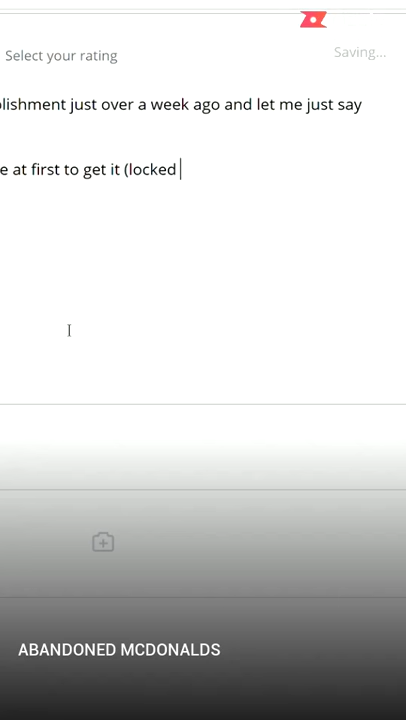 Select your rating
Saving...
lishment just over a week ago and let me just say
e at first to get it (locked
ABANDONED MCDONALDS